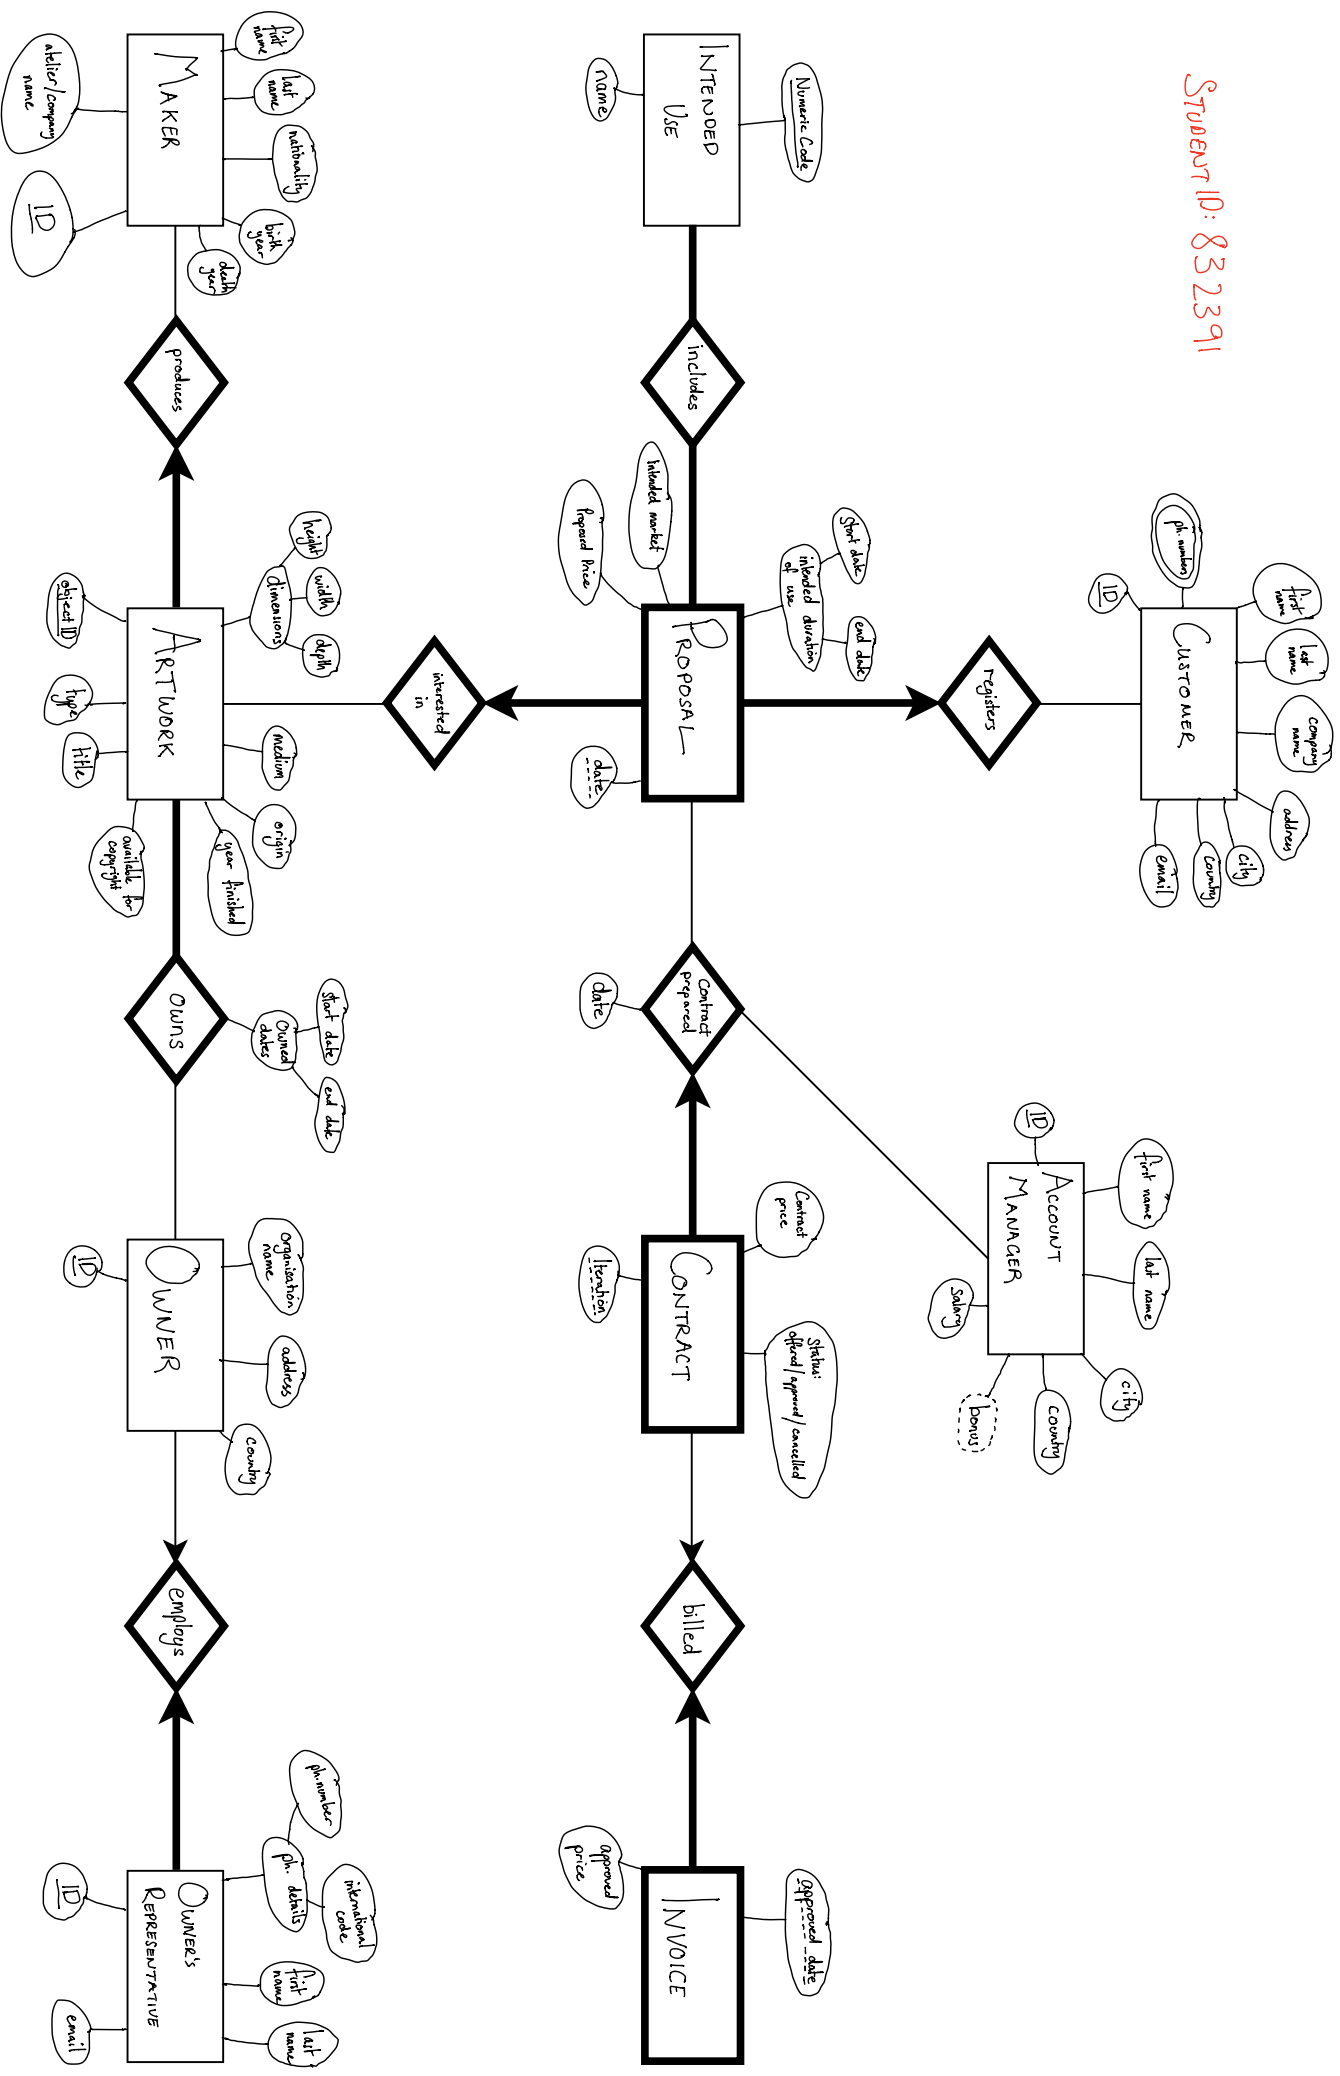 STUDENT ID: 832391
ph. numbers
first
name
last
name
company
name
address
ID
CUSTOMER
email
country
city
registers
ID
first name
last name
ACCOUNT
MANAGER
Salary
bonus
country
city
Numeric Code
INTENDED
USE
name
includes
Intended market
Proposed Price
start date
intended duration
of use
end date
PROPOSAL
date
Contract
prepared
date
Contract
price
CONTRACT
Iteration
Status:
offered/approved/cancelled
billed
approved
price
INVOICE
approved date
interested
in
first
name
last
name
nationality
birth
year
death
year
MAKER
atelier/company
name
ID
produces
height
width
depth
dimensions
ARTWORK
object ID
type
title
medium
origin
year finished
available for
copyright
owns
Owned
dates
start date
end date
organisation
name
address
country
OWNER
ID
employs
ph.number
ph. details
international
code
OWNER'S
REPRESENTATIVE
first
name
last
name
ID
email